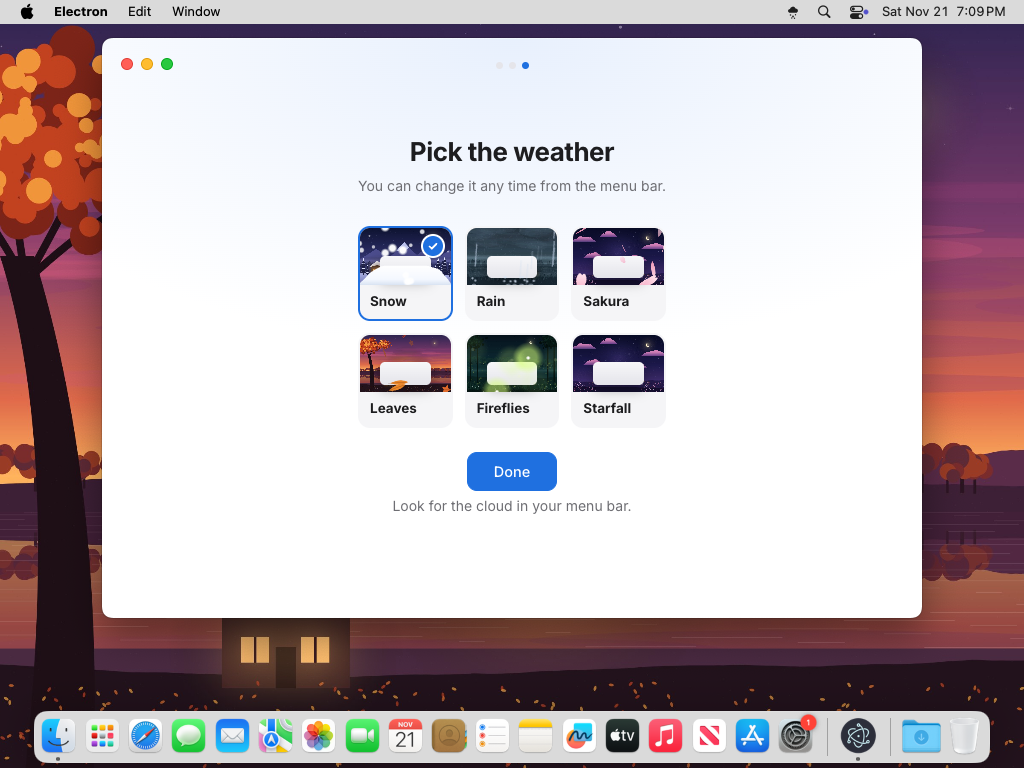 Electron Edit Window Sat Nov 21 7:09 PM
Pick the weather
You can change it any time from the menu bar.
Snow Rain Sakura
Leaves Fireflies Starfall
Done
Look for the cloud in your menu bar.
NOV
21
tv
1